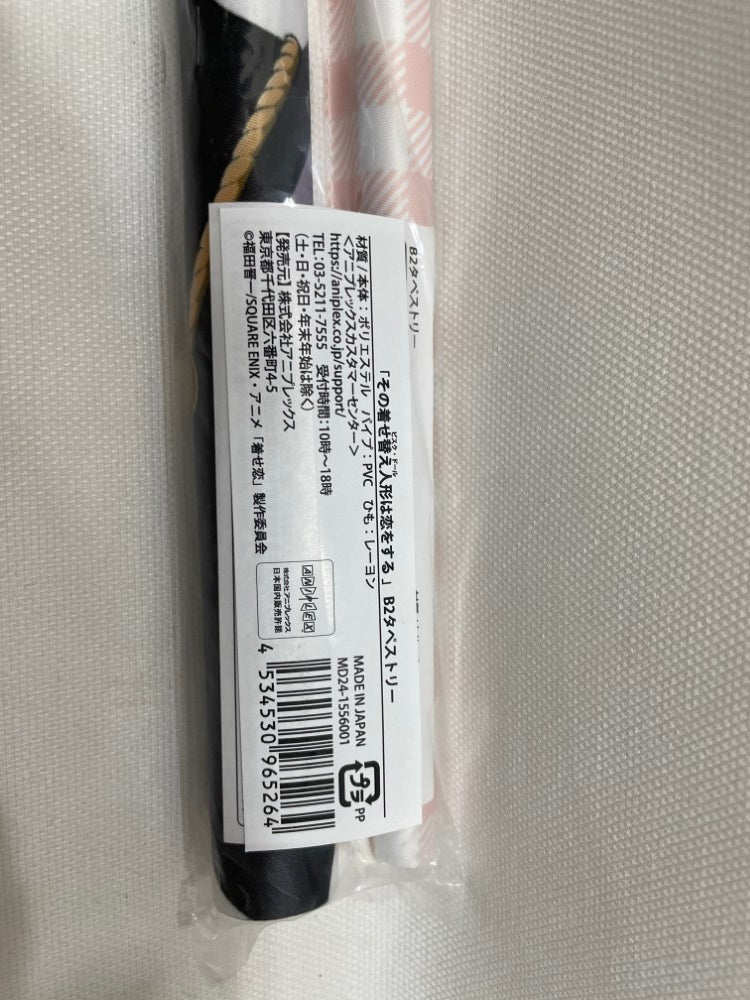 B2タペストリー
「その着せ替え人形は恋をする」 B2タペストリー
ビスク・ドール
材質/本体：ポリエステル パイプ：PVC ひも：レーヨン
<アニプレックスカスタマーセンター>
https://aniplex.co.jp/support/
TEL:03-5211-7555 受付時間：10時～18時
(土・日・祝日・年末年始は除く)
【発売元】株式会社アニプレックス
東京都千代田区六番町4-5
©福田晋一/SQUARE ENIX・アニメ「着せ恋」製作委員会
ANIPLEX
株式会社アニプレックス
日本国内販売許諾
MADE IN JAPAN
MD24-1556001
プラ
PP
4 534530 965264